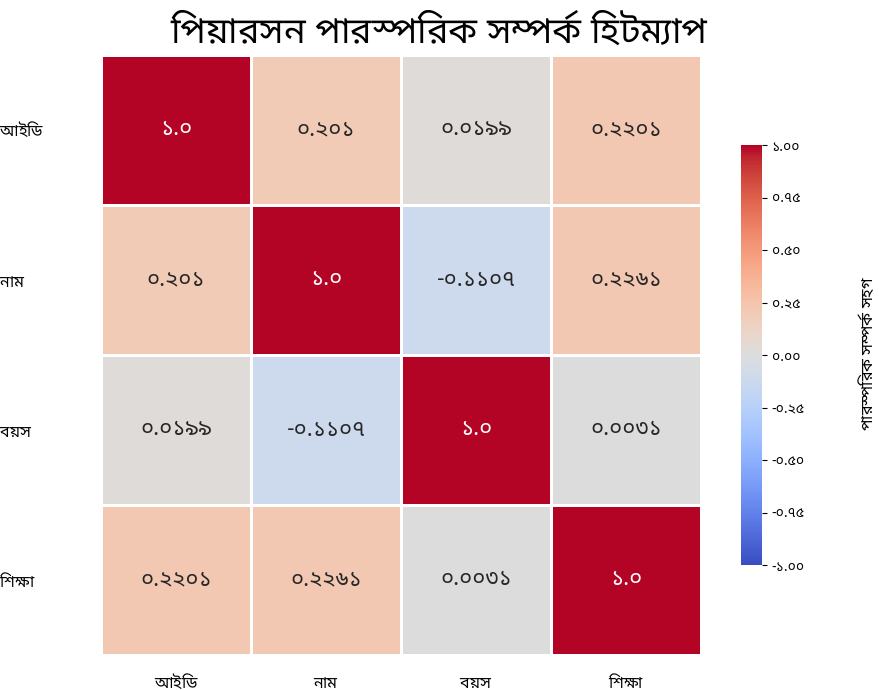 পিয়ারসন পারস্পরিক সম্পর্ক হিটম্যাপ
আইডি ১.০ ০.২০১ ০.০১৯৯ ০.২২০১
নাম ০.২০১ ১.০ -০.১১০৭ ০.২২৬১
বয়স ০.০১৯৯ -০.১১০৭ ১.০ ০.০০৩১
শিক্ষা ০.২২০১ ০.২২৬১ ০.০০৩১ ১.০
আইডি নাম বয়স শিক্ষা
১.০০
০.৭৫
০.৫০
০.২৫
০.০০
-০.২৫
-০.৫০
-০.৭৫
-১.০০
পারস্পরিক সম্পর্ক সহগ